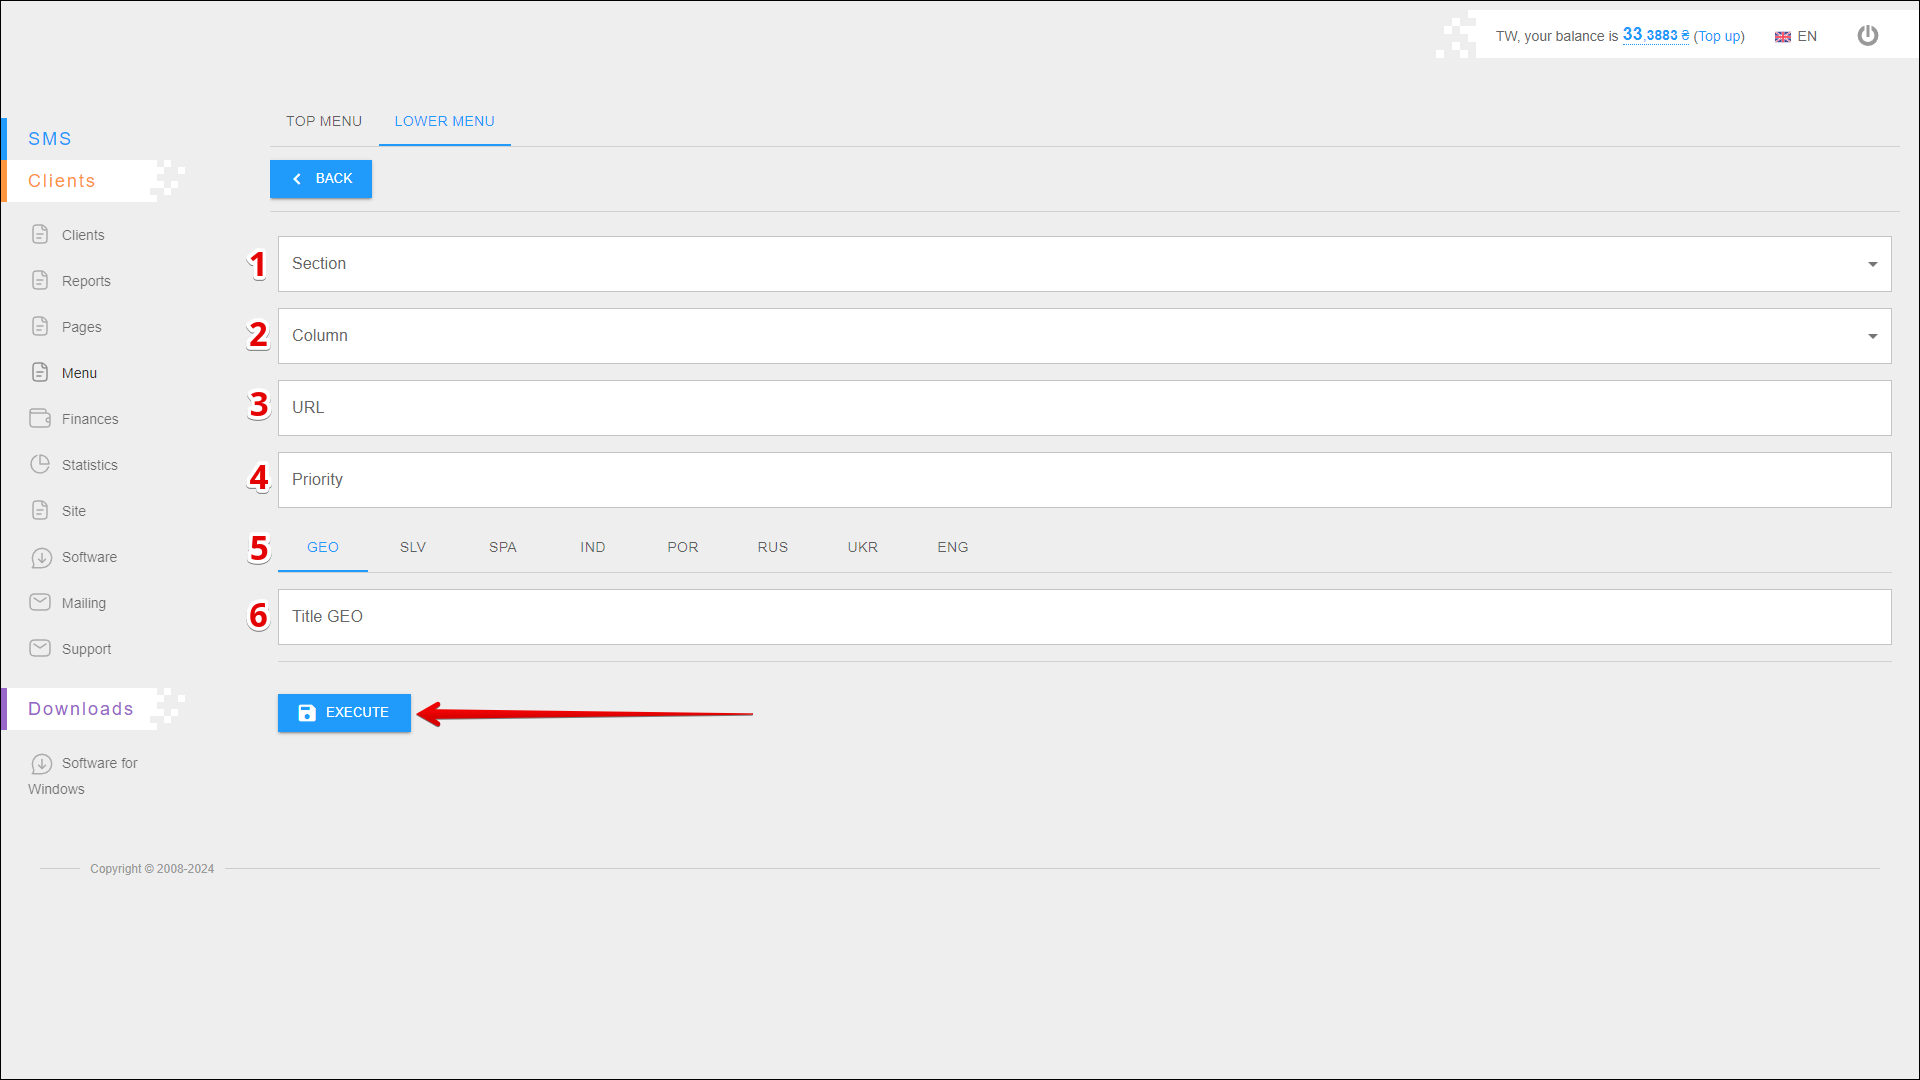 TW, your balance is 33,3883 ₴ (Top up) EN
TOP MENU LOWER MENU
SMS
BACK
Clients
Clients
Reports
Pages
Menu
Finances
Statistics
Site
Software
Mailing
Support
Downloads
Software for
Windows
1 Section
2 Column
3 URL
4 Priority
5 GEO SLV SPA IND POR RUS UKR ENG
6 Title GEO
EXECUTE
Copyright © 2008-2024